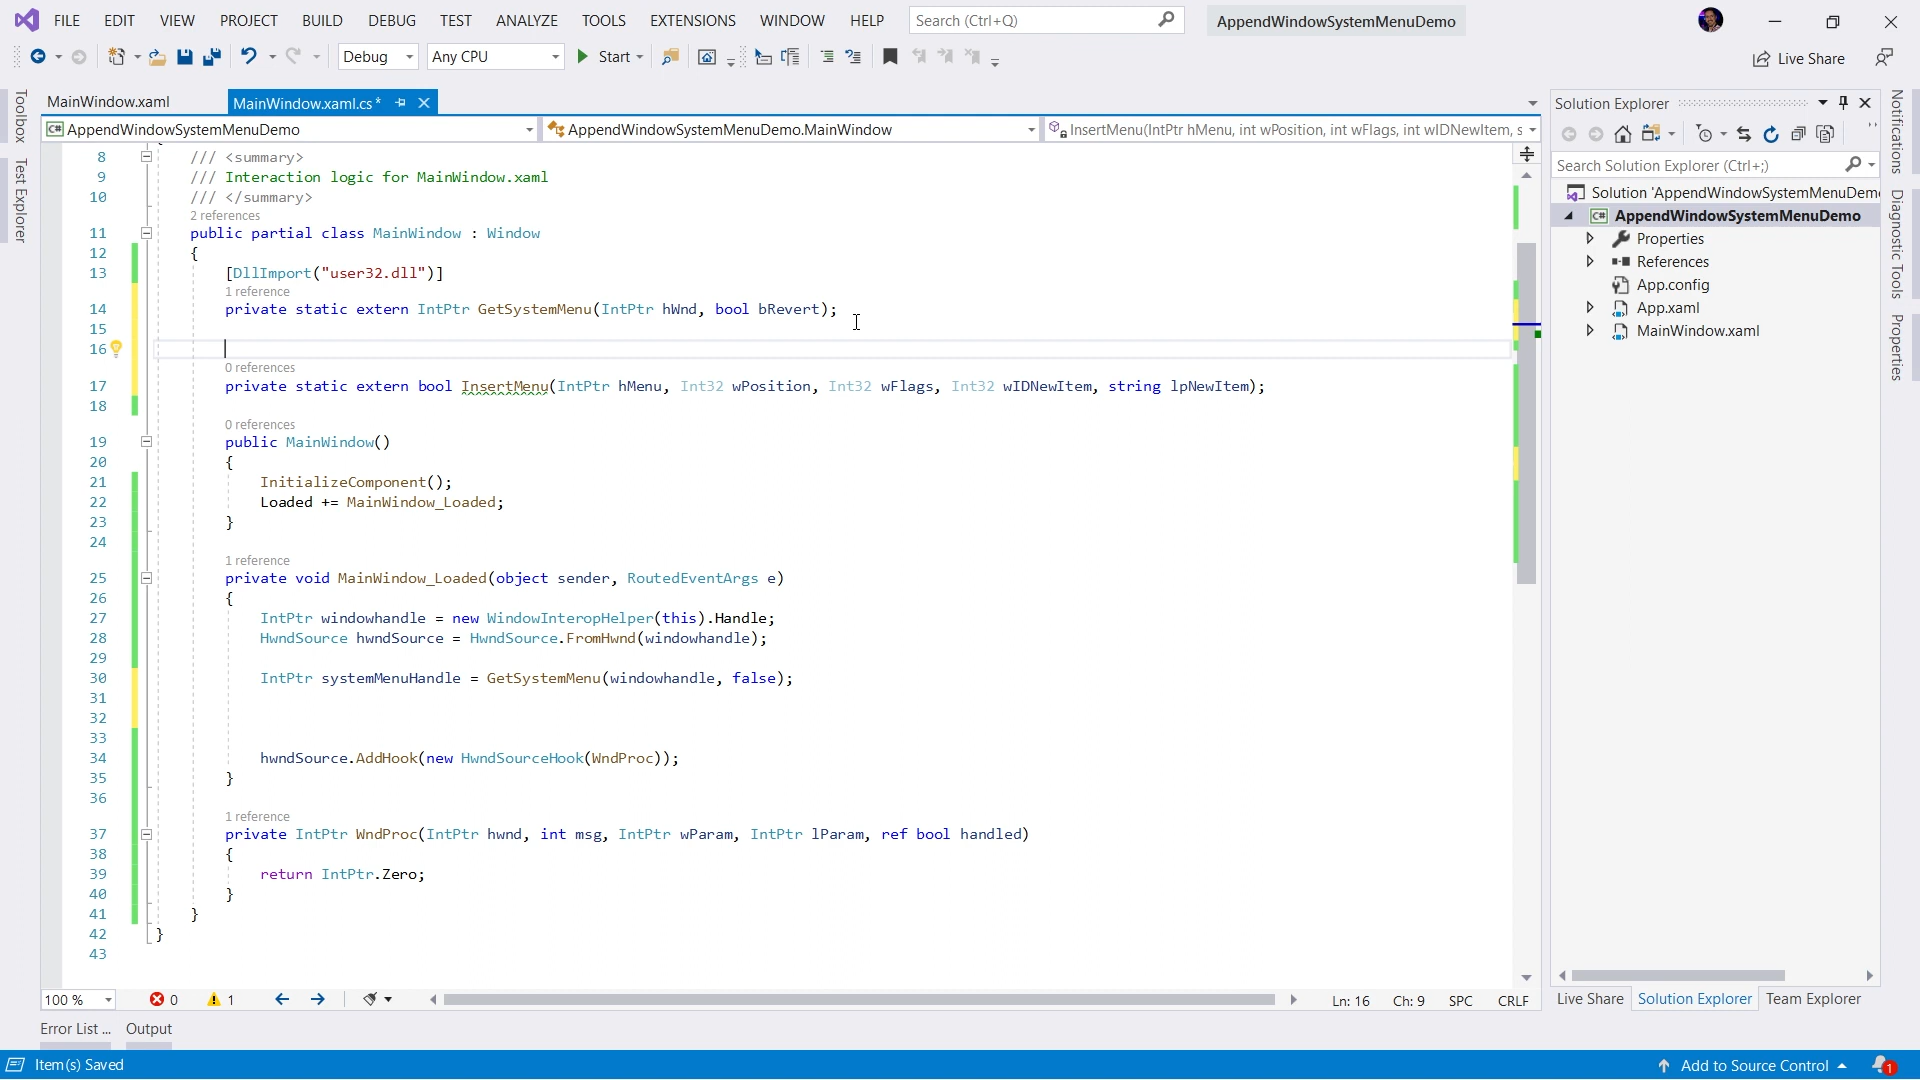 FILE EDIT VIEW PROJECT BUILD DEBUG TEST ANALYZE TOOLS EXTENSIONS WINDOW HELP Search (Ctrl+Q) AppendWindowSystemMenuDemo
Debug Any CPU Start Live Share
Toolbox
Test Explorer
MainWindow.xaml MainWindow.xaml.cs*
AppendWindowSystemMenuDemo AppendWindowSystemMenuDemo.MainWindow InsertMenu(IntPtr hMenu, int wPosition, int wFlags, int wIDNewItem, s
8 /// <summary>
9 /// Interaction logic for MainWindow.xaml
10 /// </summary>
2 references
11 public partial class MainWindow : Window
12 {
13 [DllImport("user32.dll")]
1 reference
14 private static extern IntPtr GetSystemMenu(IntPtr hWnd, bool bRevert);
15
16
0 references
17 private static extern bool InsertMenu(IntPtr hMenu, Int32 wPosition, Int32 wFlags, Int32 wIDNewItem, string lpNewItem);
18
0 references
19 public MainWindow()
20 {
21 InitializeComponent();
22 Loaded += MainWindow_Loaded;
23 }
24
1 reference
25 private void MainWindow_Loaded(object sender, RoutedEventArgs e)
26 {
27 IntPtr windowhandle = new WindowInteropHelper(this).Handle;
28 HwndSource hwndSource = HwndSource.FromHwnd(windowhandle);
29
30 IntPtr systemMenuHandle = GetSystemMenu(windowhandle, false);
31
32
33
34 hwndSource.AddHook(new HwndSourceHook(WndProc));
35 }
36
1 reference
37 private IntPtr WndProc(IntPtr hwnd, int msg, IntPtr wParam, IntPtr lParam, ref bool handled)
38 {
39 return IntPtr.Zero;
40 }
41 }
42 }
43
100 % 0 1 Ln: 16 Ch: 9 SPC CRLF
Error List ... Output
Item(s) Saved
Solution Explorer
Search Solution Explorer (Ctrl+;)
Solution 'AppendWindowSystemMenuDem
AppendWindowSystemMenuDemo
Properties
References
App.config
App.xaml
MainWindow.xaml
Live Share Solution Explorer Team Explorer
Notifications
Diagnostic Tools
Properties
Add to Source Control 1